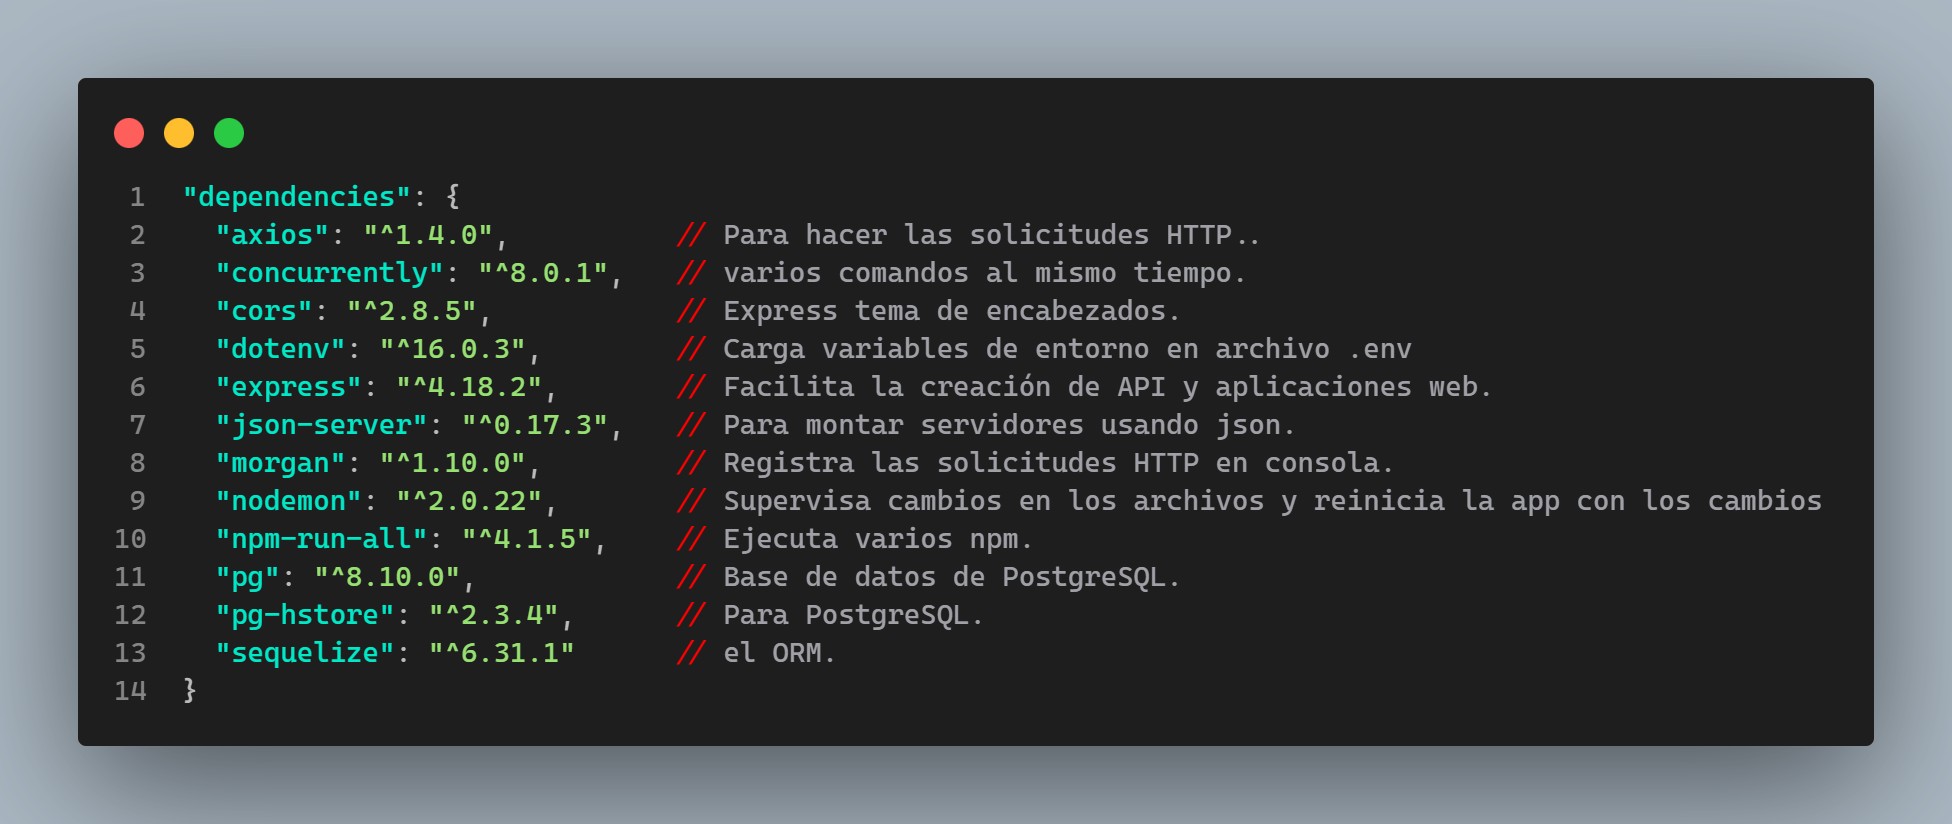 1 "dependencies": {
2 "axios": "^1.4.0", // Para hacer las solicitudes HTTP..
3 "concurrently": "^8.0.1", // varios comandos al mismo tiempo.
4 "cors": "^2.8.5", // Express tema de encabezados.
5 "dotenv": "^16.0.3", // Carga variables de entorno en archivo .env
6 "express": "^4.18.2", // Facilita la creación de API y aplicaciones web.
7 "json-server": "^0.17.3", // Para montar servidores usando json.
8 "morgan": "^1.10.0", // Registra las solicitudes HTTP en consola.
9 "nodemon": "^2.0.22", // Supervisa cambios en los archivos y reinicia la app con los cambios
10 "npm-run-all": "^4.1.5", // Ejecuta varios npm.
11 "pg": "^8.10.0", // Base de datos de PostgreSQL.
12 "pg-hstore": "^2.3.4", // Para PostgreSQL.
13 "sequelize": "^6.31.1" // el ORM.
14 }